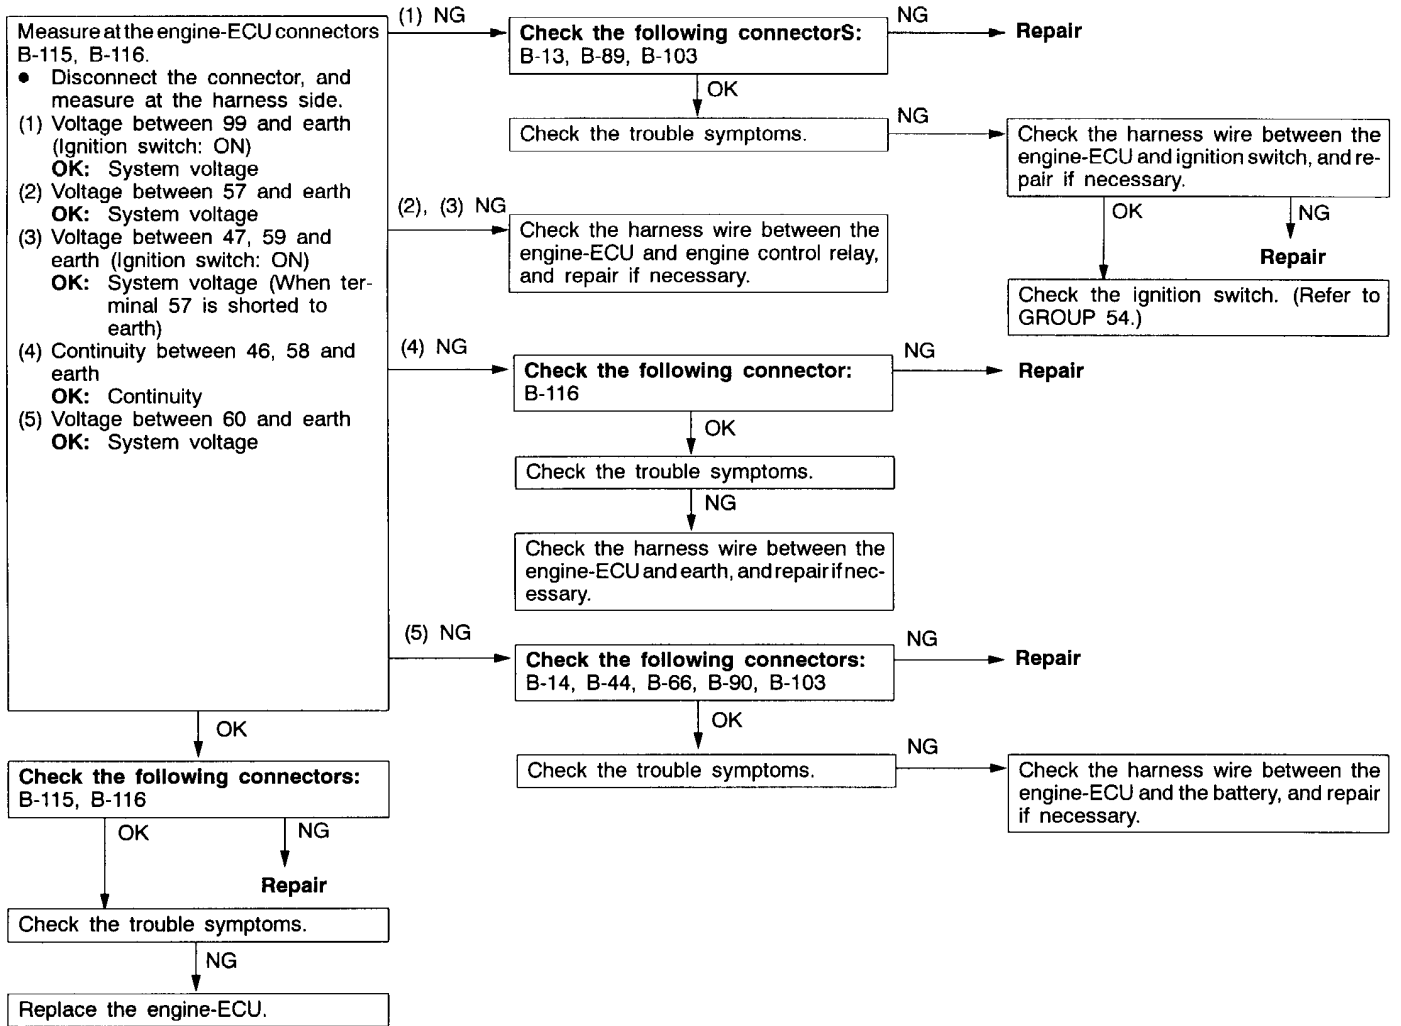 Measure at the engine-ECU connectors
B-115, B-116.
● Disconnect the connector, and
measure at the harness side.
(1) Voltage between 99 and earth
(Ignition switch: ON)
OK: System voltage
(2) Voltage between 57 and earth
OK: System voltage
(3) Voltage between 47, 59 and
earth (Ignition switch: ON)
OK: System voltage (When ter-
minal 57 is shorted to
earth)
(4) Continuity between 46, 58 and
earth
OK: Continuity
(5) Voltage between 60 and earth
OK: System voltage
(1) NG
Check the following connectorS:
B-13, B-89, B-103
NG
Repair
OK
Check the trouble symptoms.
NG
Check the harness wire between the
engine-ECU and ignition switch, and re-
pair if necessary.
OK
NG
Repair
Check the ignition switch. (Refer to
GROUP 54.)
(2), (3) NG
Check the harness wire between the
engine-ECU and engine control relay,
and repair if necessary.
(4) NG
Check the following connector:
B-116
NG
Repair
OK
Check the trouble symptoms.
NG
Check the harness wire between the
engine-ECU and earth, and repair if nec-
essary.
(5) NG
Check the following connectors:
B-14, B-44, B-66, B-90, B-103
NG
Repair
OK
Check the trouble symptoms.
NG
Check the harness wire between the
engine-ECU and the battery, and repair
if necessary.
OK
Check the following connectors:
B-115, B-116
OK
NG
Repair
Check the trouble symptoms.
NG
Replace the engine-ECU.